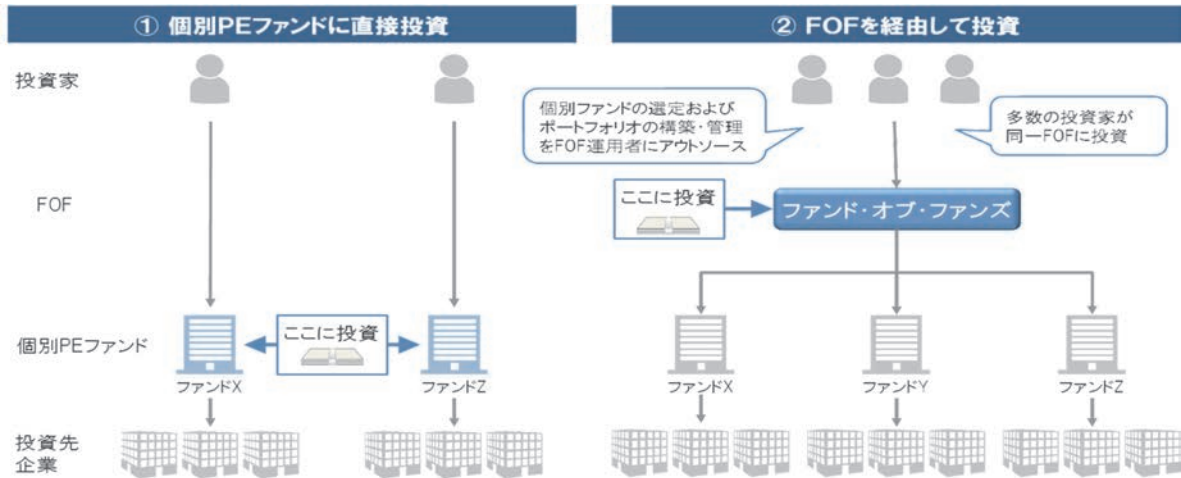 ① 個別PEファンドに直接投資
② FOFを経由して投資
投資家
個別ファンドの選定および
ポートフォリオの構築・管理
をFOF運用者にアウトソース
多数の投資家が
同一FOFに投資
FOF
ここに投資
ファンド・オブ・ファンズ
個別PEファンド
ここに投資
ファンドX
ファンドZ
ファンドX
ファンドY
ファンドZ
投資先
企業